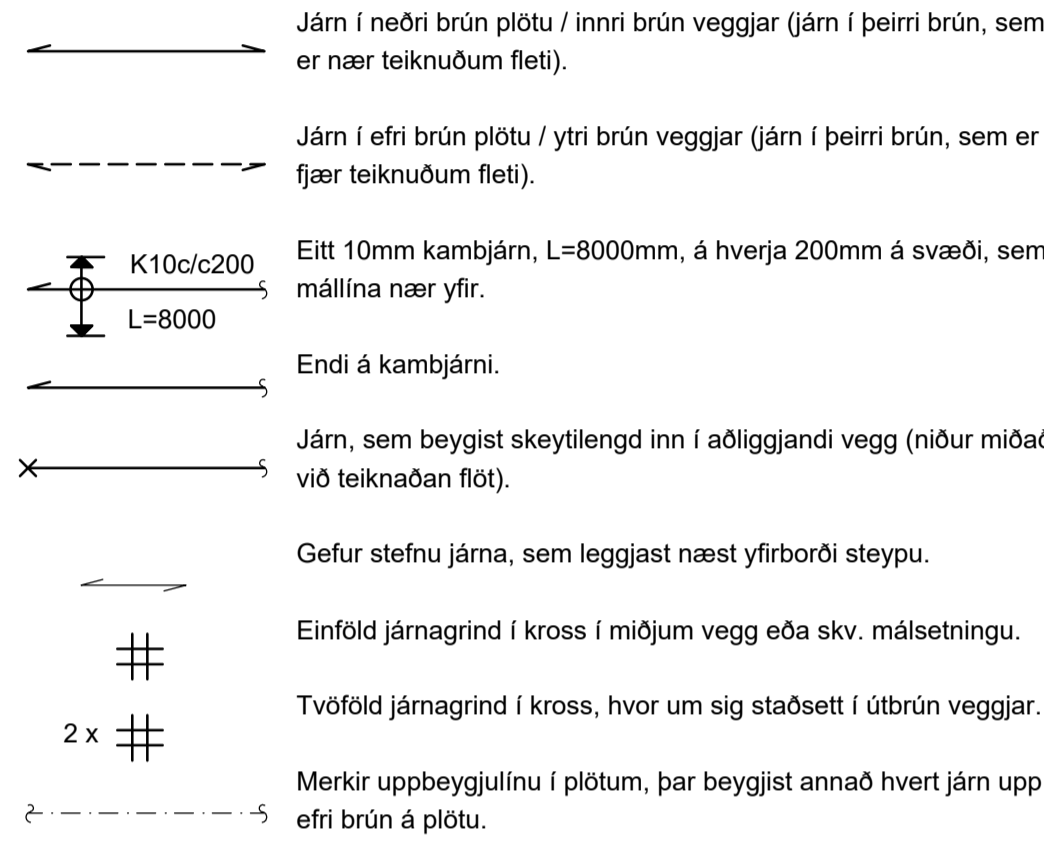 Járn í neðri brún plötu / innri brún veggjar (járn í þeirri brún, sem
er nær teiknuðum fleti).
Járn í efri brún plötu / ytri brún veggjar (járn í þeirri brún, sem er
fjær teiknuðum fleti).
K10c/c200
L=8000
Eitt 10mm kambjárn, L=8000mm, á hverja 200mm á svæði, sem
mállína nær yfir.
Endi á kambjárni.
Járn, sem beygist skeytilengd inn í aðliggjandi vegg (niður miðað
við teiknaðan flöt).
Gefur stefnu járna, sem leggjast næst yfirborði steypu.
Einföld járnagrind í kross í miðjum vegg eða skv. málsetningu.
2 x
Tvöföld járnagrind í kross, hvor um sig staðsett í útbrún veggjar.
Merkir uppbeygjulínu í plötum, þar beygist annað hvert járn upp
efri brún á plötu.